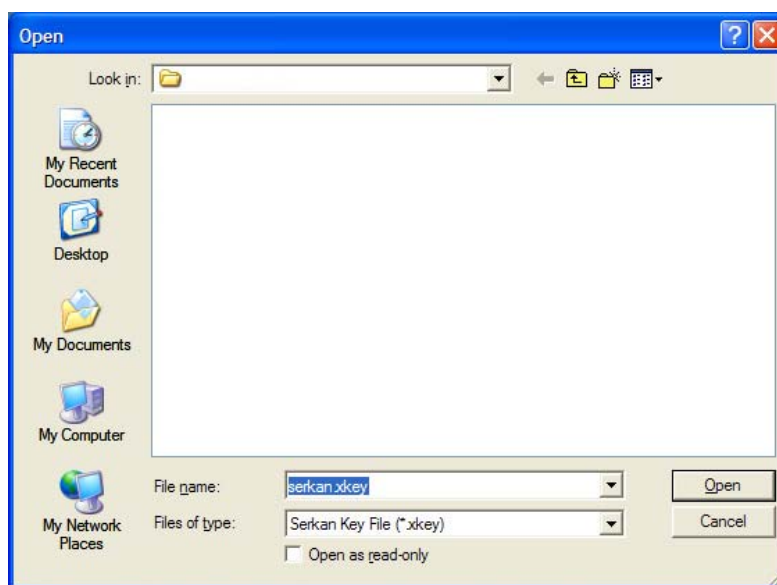 Open
Look in:
My Recent
Documents
Desktop
My Documents
My Computer
My Network
Places
File name:
serkan.xkey
Open
Files of type:
Serkan Key File (*.xkey)
Cancel
Open as read-only